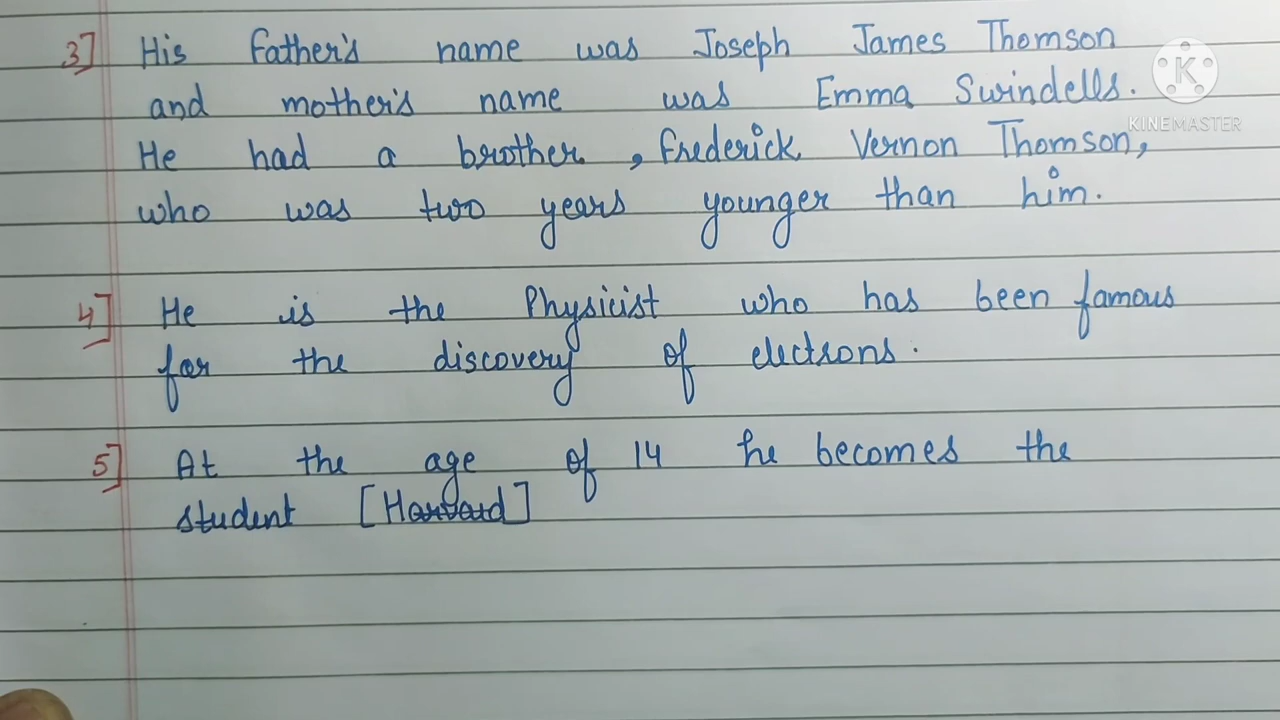 3] His Father's name was Joseph James Thomson
and mother's name was Emma Swindells.
He had a brother, Frederick Vernon Thomson,
who was two years younger than him.
4] He is the Physicist who has been famous
for the discovery of electrons.
5] At the age of 14 he becomes the
student [Harvard]
K
KINEMASTER